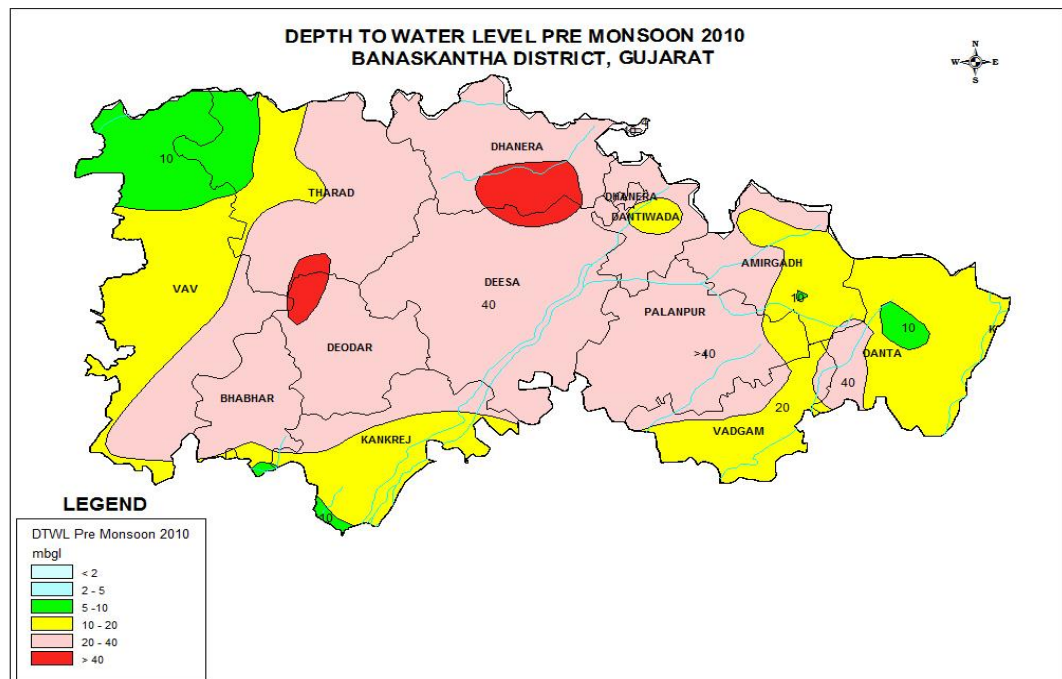 DEPTH TO WATER LEVEL PRE MONSOON 2010
BANASKANTHA DISTRICT, GUJARAT
N
W E
S
DHANERA
10
THARAD
DHANERA
DANTIWADA
AMIRGADH
VAV
DEESA
40
10
PALANPUR
10
K
DEODAR
>40
DANTA
40
BHABHAR
20
KANKREJ
VADGAM
10
LEGEND
DTWL Pre Monsoon 2010
mbgl
< 2
2 - 5
5 -10
10 - 20
20 - 40
> 40